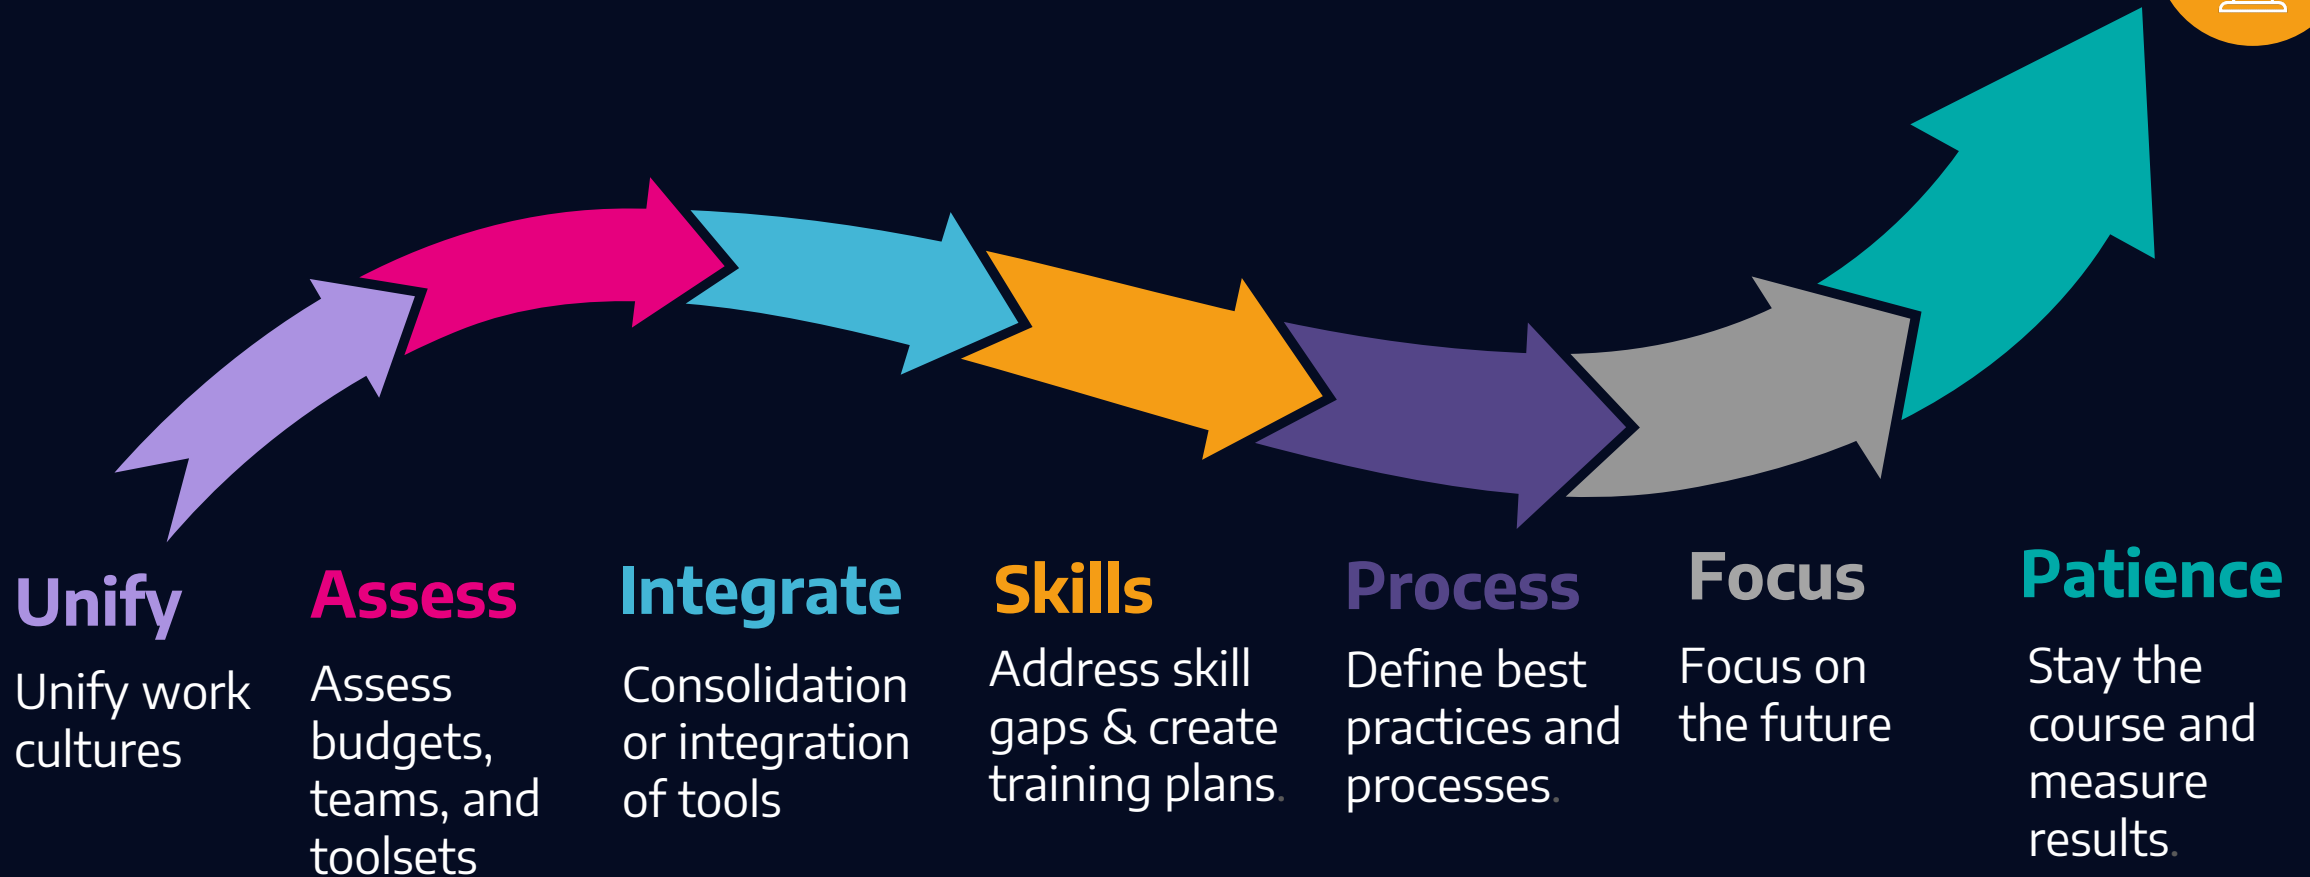 Unify
Unify work
cultures
Assess
Assess
budgets,
teams, and
toolsets
Integrate
Consolidation
or integration
of tools
Skills
Address skill
gaps & create
training plans.
Process
Define best
practices and
processes.
Focus
Focus on
the future
Patience
Stay the
course and
measure
results.